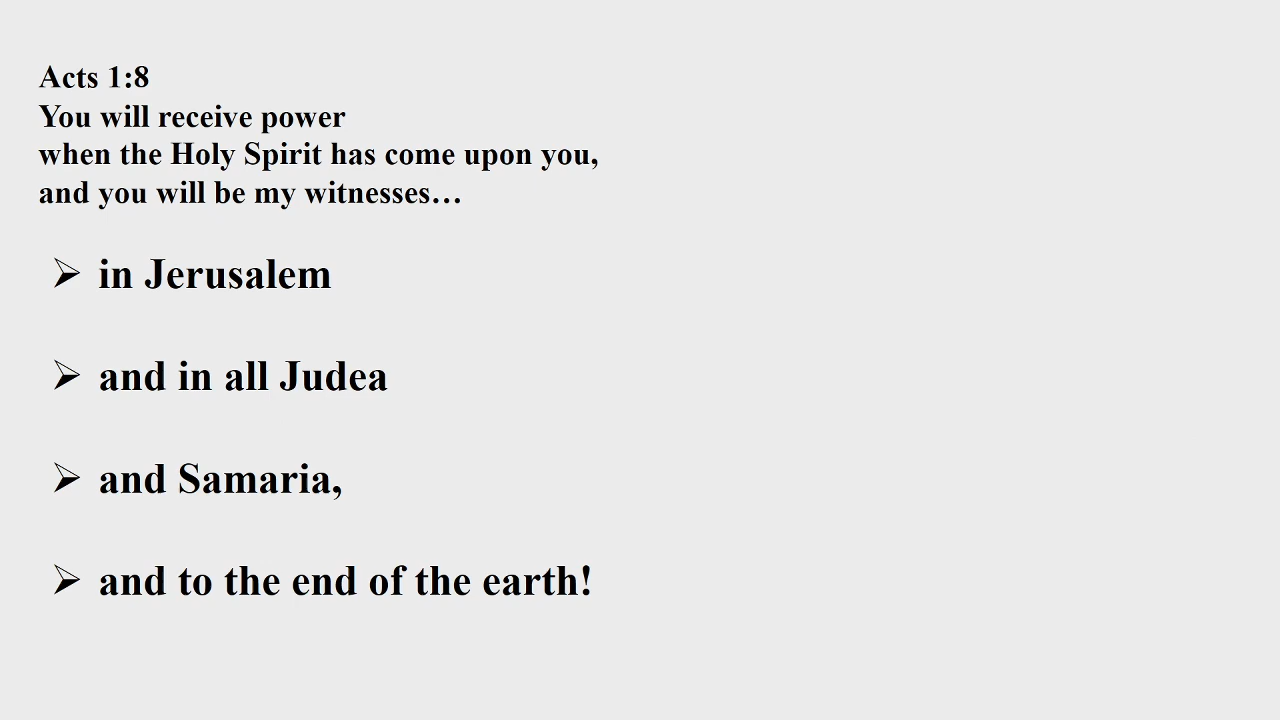 Acts 1:8
You will receive power
when the Holy Spirit has come upon you,
and you will be my witnesses…
➢ in Jerusalem
➢ and in all Judea
➢ and Samaria,
➢ and to the end of the earth!